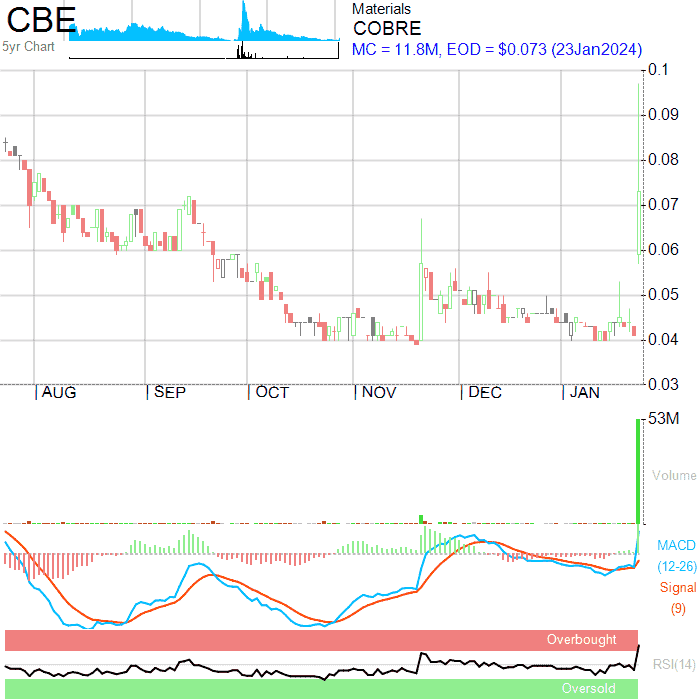 CBE
5yr Chart
Materials
COBRE
MC = 11.8M, EOD = $0.073 (23Jan2024)
0.1
0.09
0.08
0.07
0.06
0.05
0.04
0.03
AUG SEP OCT NOV DEC JAN
53M
Volume
MACD
(12-26)
Signal
(9)
Overbought
RSI(14)
Oversold